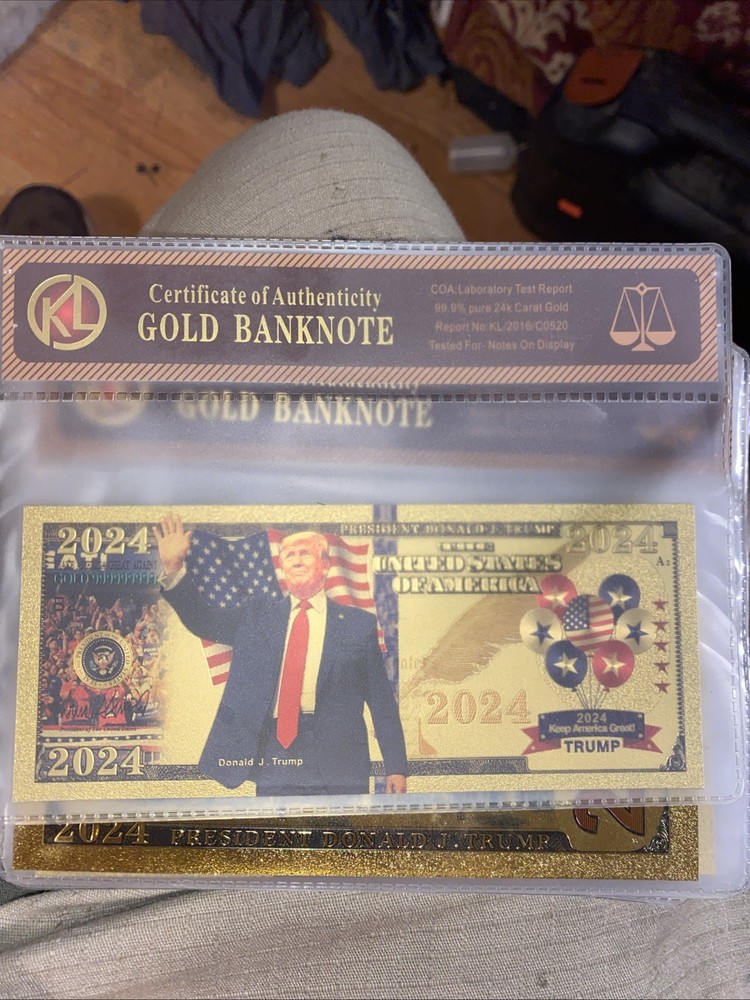 KL
Certificate of Authenticity
GOLD BANKNOTE
COA:Laboratory Test Report
99.9% pure 24k Carat Gold
Report No:KL/2016/C0520
Tested For- Notes On Display
GOLD BANKNOTE
2024
PRESIDENT DONALD J. TRUMP
2024
THE
UNITED STATES
OF AMERICA
A2
2024
2024
Keep America Great!
TRUMP
2024
Donald J. Trump
2024 PRESIDENT DONALD J. TRUMP